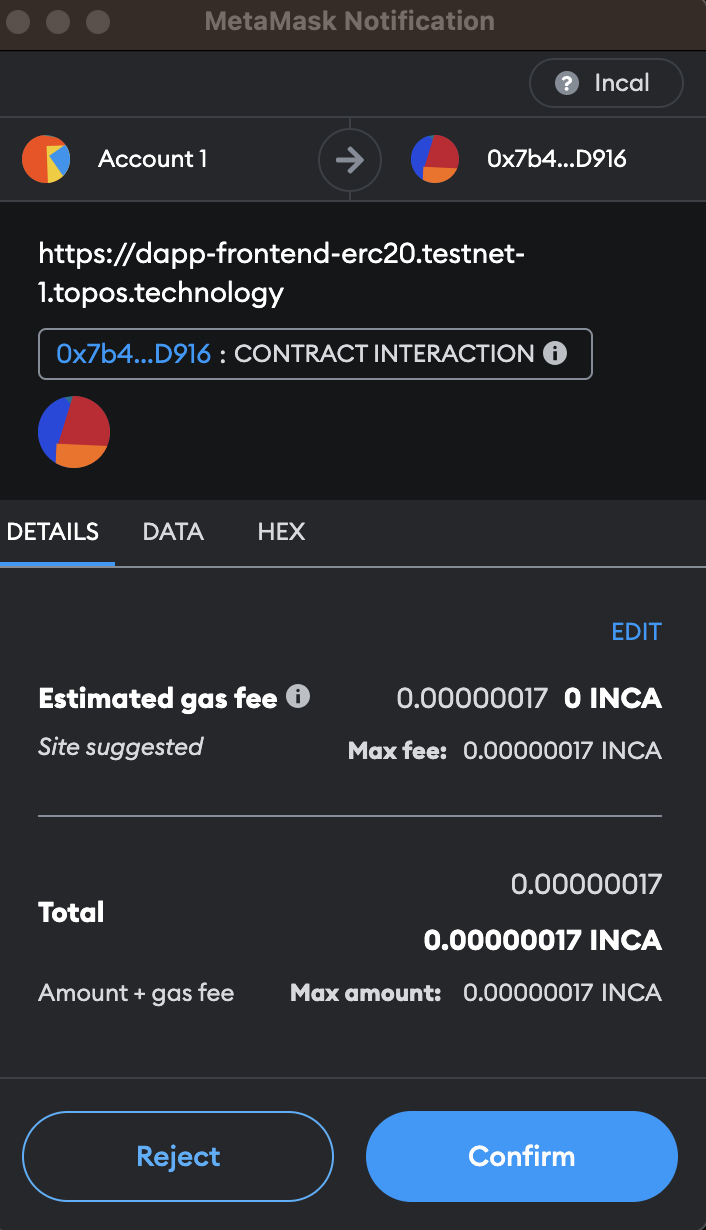 MetaMask Notification
? Incal
Account 1
0x7b4...D916
https://dapp-frontend-erc20.testnet-
1.topos.technology
0x7b4...D916 : CONTRACT INTERACTION i
DETAILS DATA HEX
EDIT
Estimated gas fee i 0.00000017 0 INCA
Site suggested Max fee: 0.00000017 INCA
0.00000017
Total
0.00000017 INCA
Amount + gas fee Max amount: 0.00000017 INCA
Reject Confirm